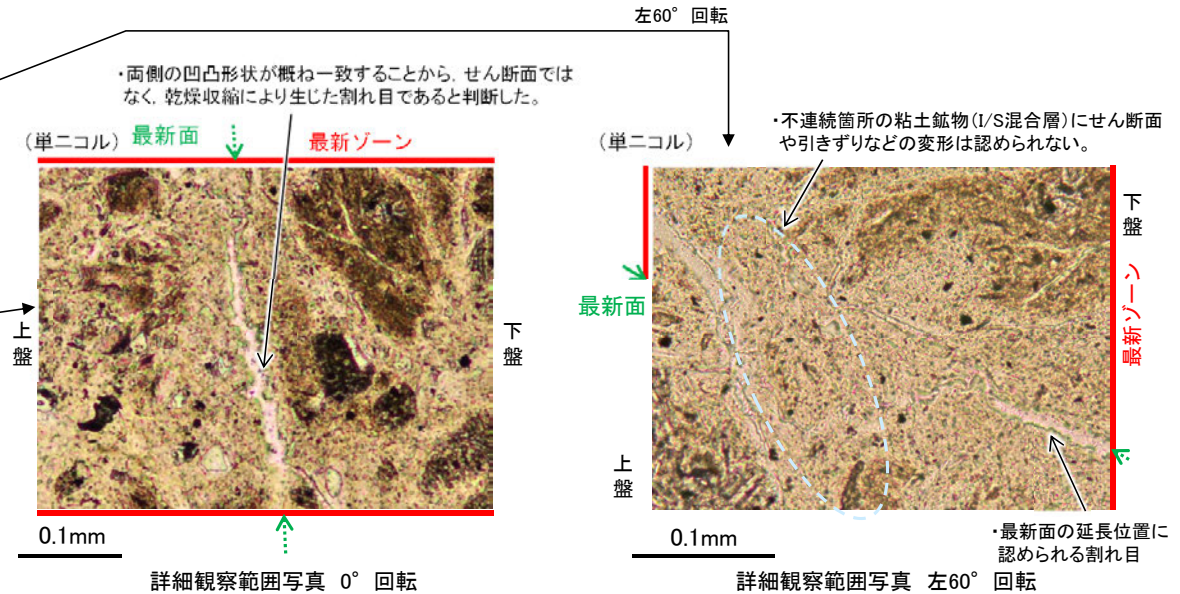 左60°回転
・両側の凹凸形状が概ね一致することから，せん断面では
なく，乾燥収縮により生じた割れ目であると判断した。
（単ニコル）
最新面
最新ゾーン
上盤
下盤
0.1mm
詳細観察範囲写真 0°回転
・不連続箇所の粘土鉱物（I/S混合層）にせん断面
や引きずりなどの変形は認められない。
（単ニコル）
下盤
最新面
最新ゾーン
上盤
0.1mm
・最新面の延長位置に
認められる割れ目
詳細観察範囲写真 左60°回転